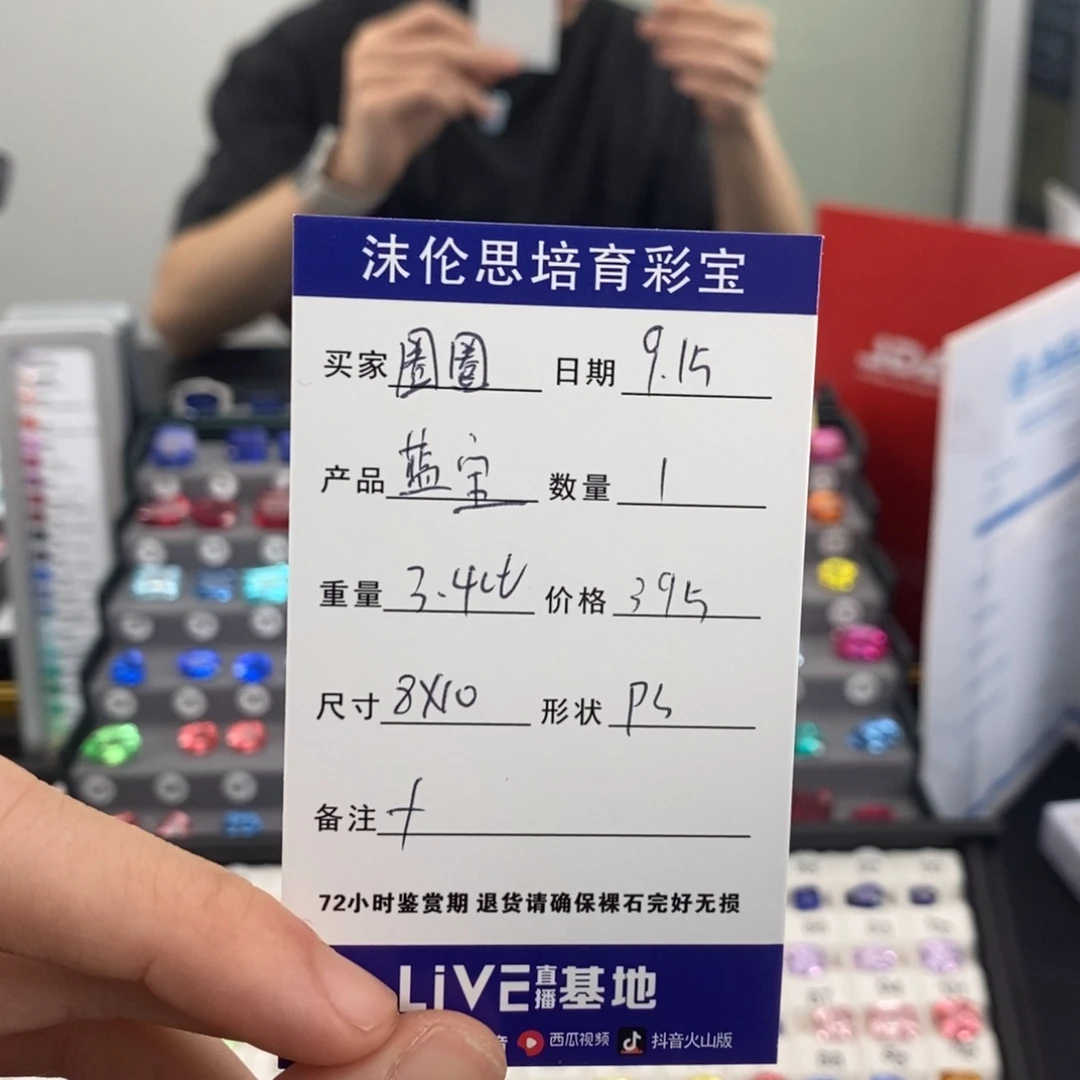 沫伦思培育彩宝
买家 圈圈 日期 9.15
产品 蓝宝 数量 1
重量 3.4ct 价格 395
尺寸 8X10 形状 PS
备注 +
72小时鉴赏期 退货请确保裸石完好无损
LiVE直播基地
西瓜视频 抖音火山版